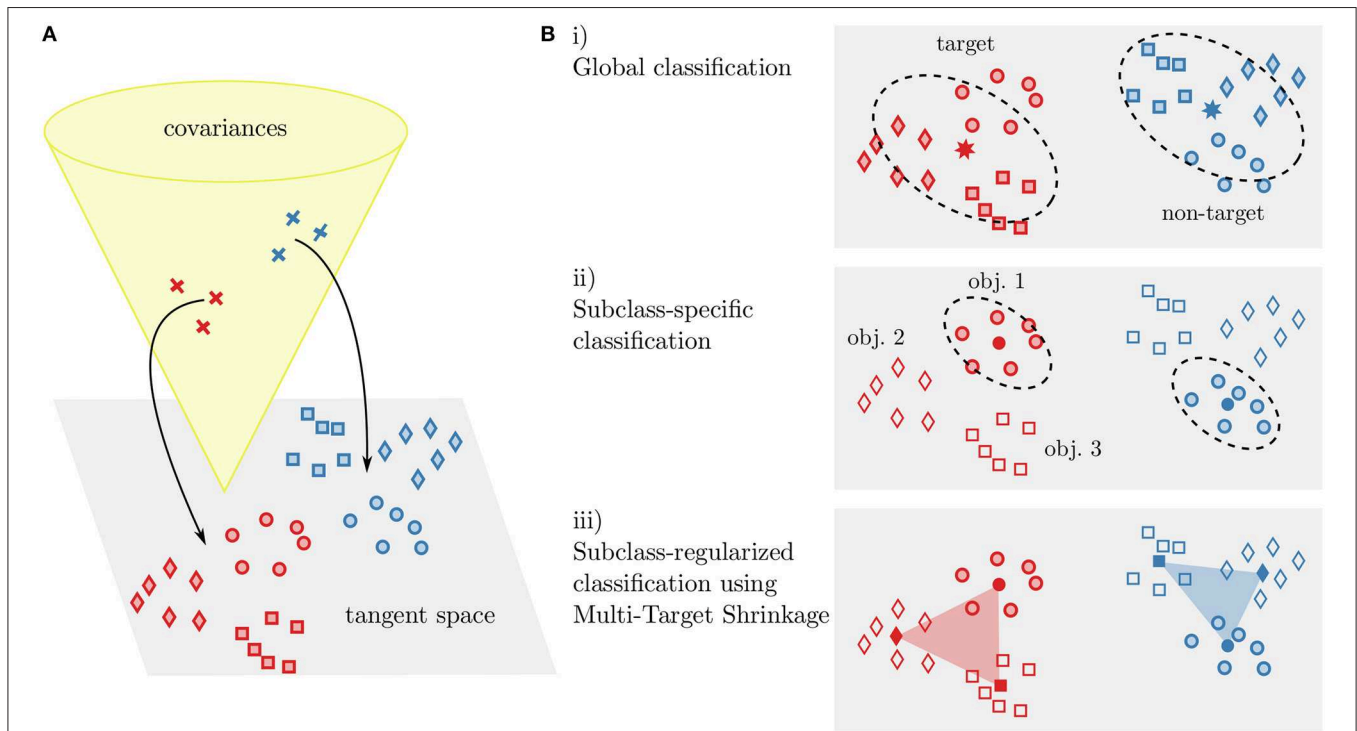 A
covariances
tangent space
B
i)
Global classification
target
non-target
ii)
Subclass-specific
classification
obj. 1
obj. 2
obj. 3
iii)
Subclass-regularized
classification using
Multi-Target Shrinkage